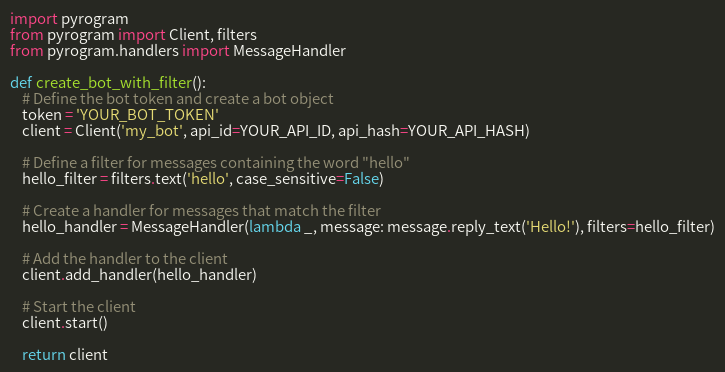 import pyrogram
from pyrogram import Client, filters
from pyrogram.handlers import MessageHandler

def create_bot_with_filter():
    # Define the bot token and create a bot object
    token = 'YOUR_BOT_TOKEN'
    client = Client('my_bot', api_id=YOUR_API_ID, api_hash=YOUR_API_HASH)

    # Define a filter for messages containing the word "hello"
    hello_filter = filters.text('hello', case_sensitive=False)

    # Create a handler for messages that match the filter
    hello_handler = MessageHandler(lambda _, message: message.reply_text('Hello!'), filters=hello_filter)

    # Add the handler to the client
    client.add_handler(hello_handler)

    # Start the client
    client.start()

    return client